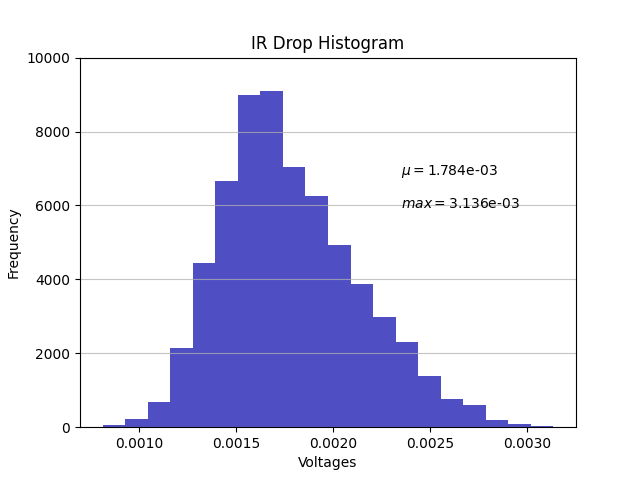 IR Drop Histogram
10000
8000
6000
4000
2000
0
Frequency
μ = 1.784e-03
max = 3.136e-03
0.0010 0.0015 0.0020 0.0025 0.0030
Voltages